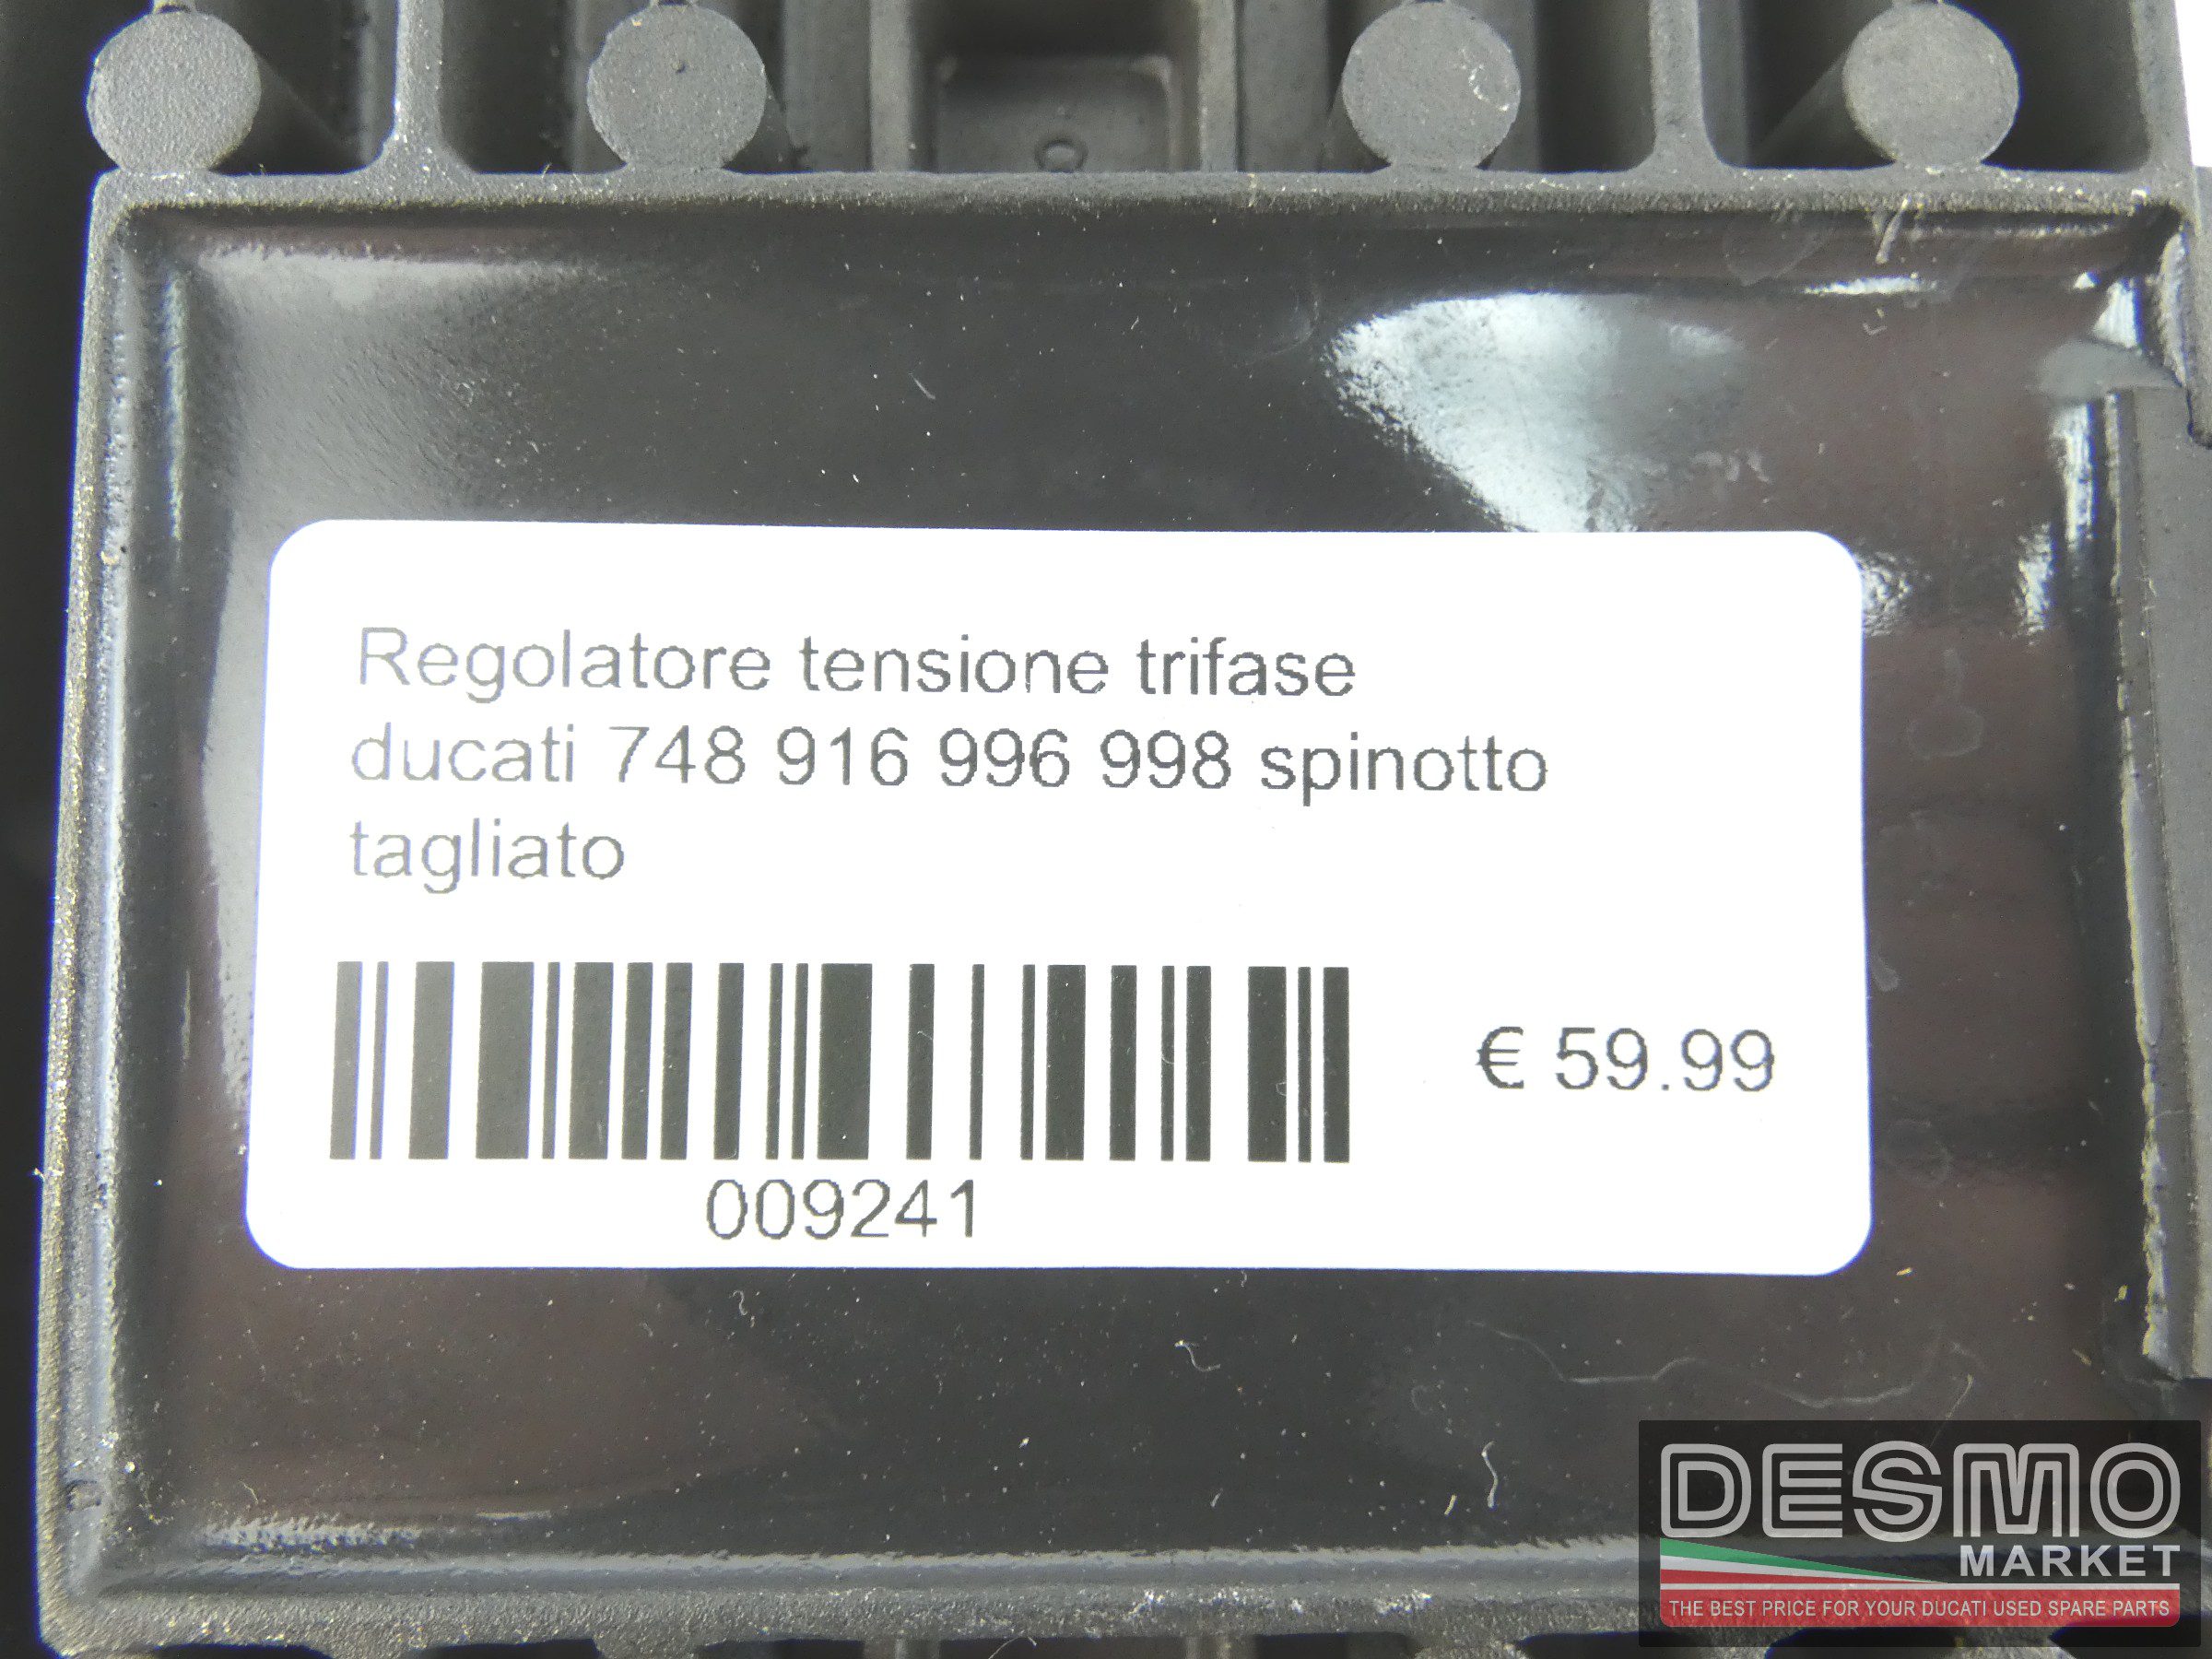 Regolatore tensione trifase
ducati 748 916 996 998 spinotto
tagliato
€ 59.99
009241
DESMO
MARKET
THE BEST PRICE FOR YOUR DUCATI USED SPARE PARTS